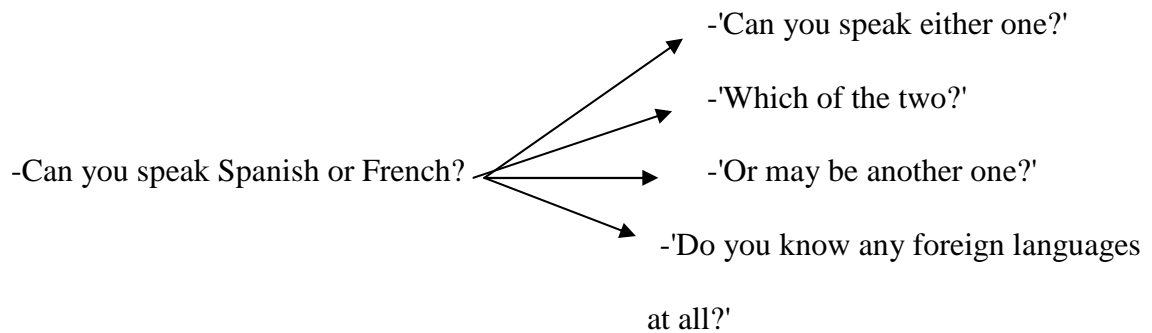 -'Can you speak either one?'
-'Which of the two?'
-Can you speak Spanish or French?
-'Or may be another one?'
-'Do you know any foreign languages
at all?'